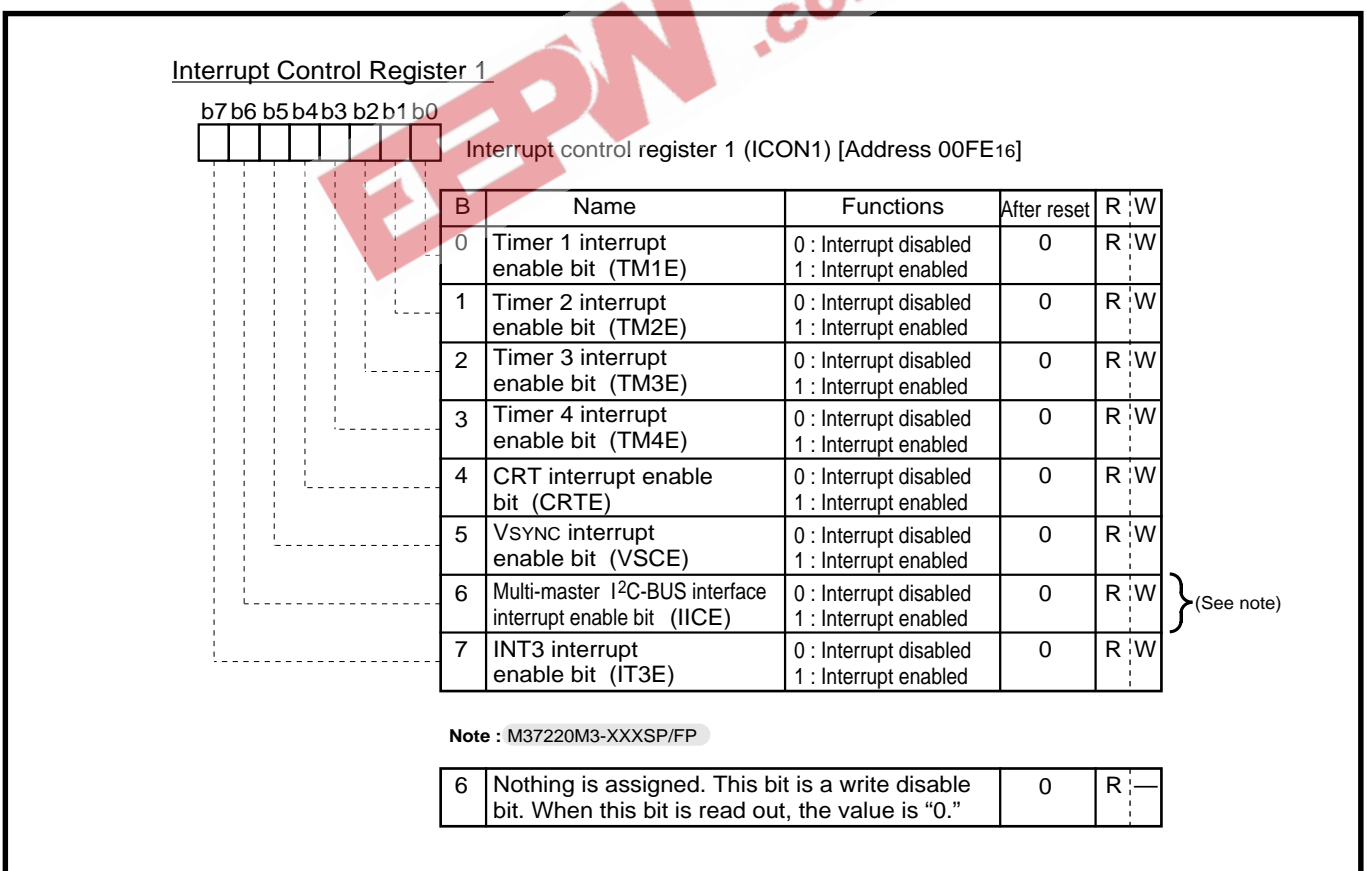 EEPW .com
Interrupt Control Register 1
b7 b6 b5 b4 b3 b2 b1 b0
Interrupt control register 1 (ICON1) [Address 00FE16]
B Name Functions After reset R W
0 Timer 1 interrupt enable bit (TM1E) 0 : Interrupt disabled 0 R W
1 : Interrupt enabled
1 Timer 2 interrupt enable bit (TM2E) 0 : Interrupt disabled 0 R W
1 : Interrupt enabled
2 Timer 3 interrupt enable bit (TM3E) 0 : Interrupt disabled 0 R W
1 : Interrupt enabled
3 Timer 4 interrupt enable bit (TM4E) 0 : Interrupt disabled 0 R W
1 : Interrupt enabled
4 CRT interrupt enable bit (CRTE) 0 : Interrupt disabled 0 R W
1 : Interrupt enabled
5 VSYNC interrupt enable bit (VSCE) 0 : Interrupt disabled 0 R W
1 : Interrupt enabled
6 Multi-master I2C-BUS interface interrupt enable bit (IICE) 0 : Interrupt disabled 0 R W (See note)
1 : Interrupt enabled
7 INT3 interrupt enable bit (IT3E) 0 : Interrupt disabled 0 R W
1 : Interrupt enabled
Note : M37220M3-XXXSP/FP
6 Nothing is assigned. This bit is a write disable 0 R —
bit. When this bit is read out, the value is “0.”